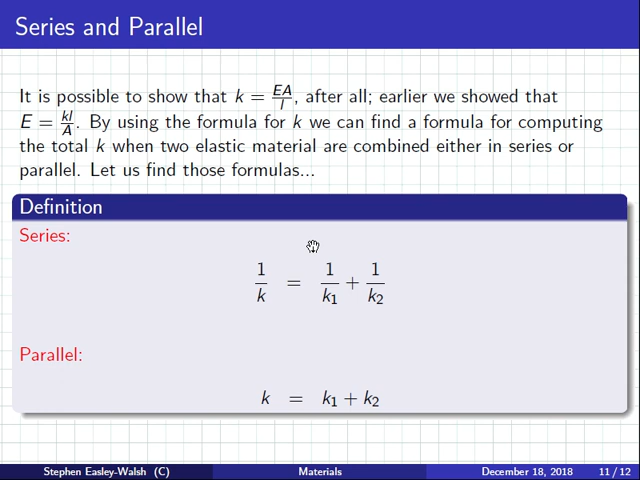 Series and Parallel
It is possible to show that k = EA/l, after all; earlier we showed that
E = kl/A. By using the formula for k we can find a formula for computing
the total k when two elastic material are combined either in series or
parallel. Let us find those formulas...
Definition
Series:
1/k = 1/k₁ + 1/k₂
Parallel:
k = k₁ + k₂
Stephen Easley-Walsh (C) Materials December 18, 2018 11 / 12